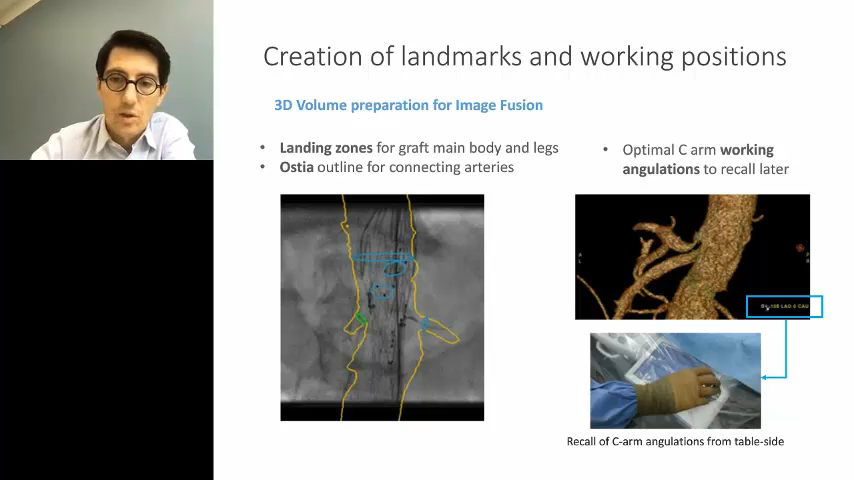 Creation of landmarks and working positions
3D Volume preparation for Image Fusion
• Landing zones for graft main body and legs
• Ostia outline for connecting arteries
• Optimal C arm working
angulations to recall later
Recall of C-arm angulations from table-side